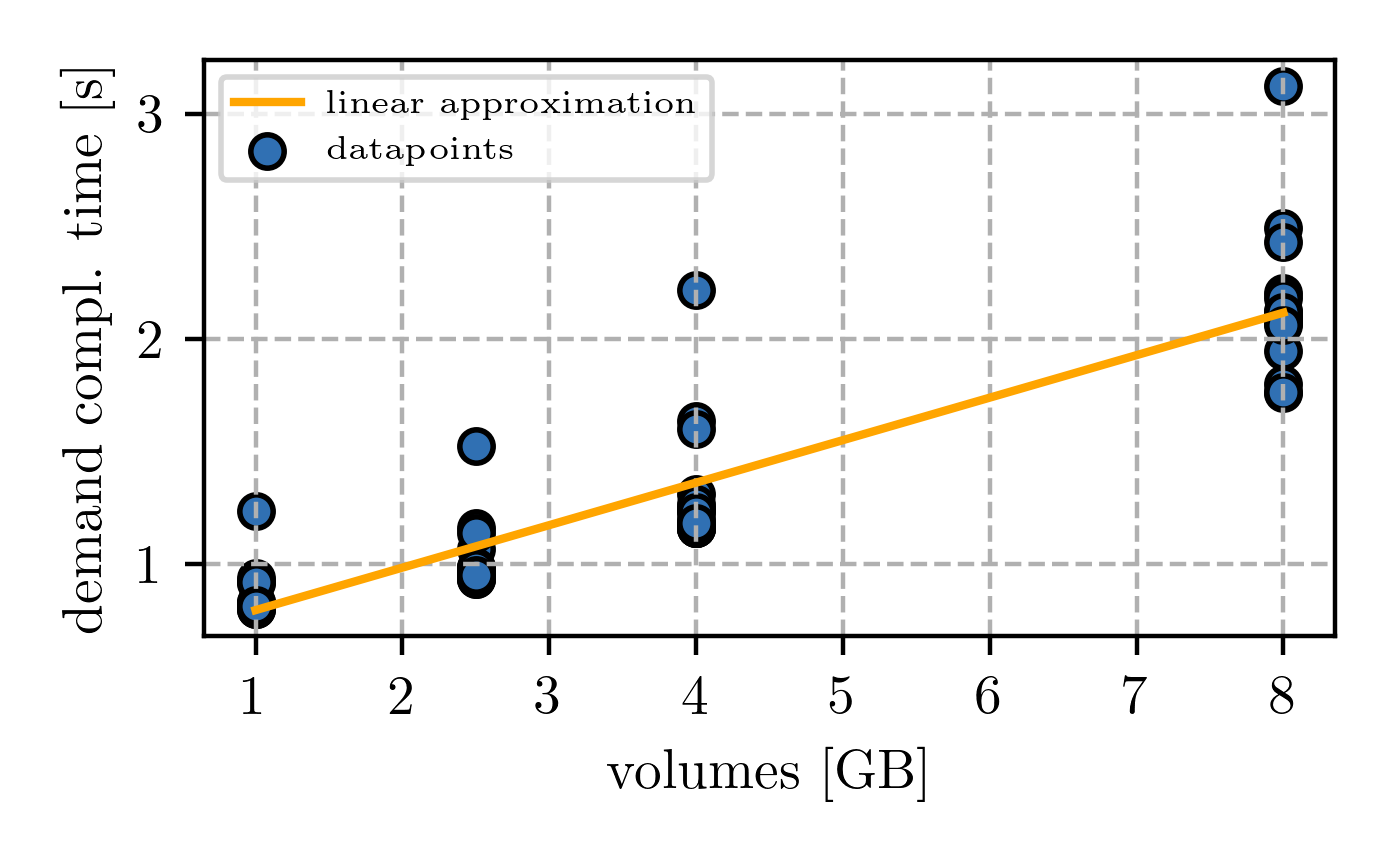 demand compl. time [s]
3
2
1
linear approximation
datapoints
1 2 3 4 5 6 7 8
volumes [GB]